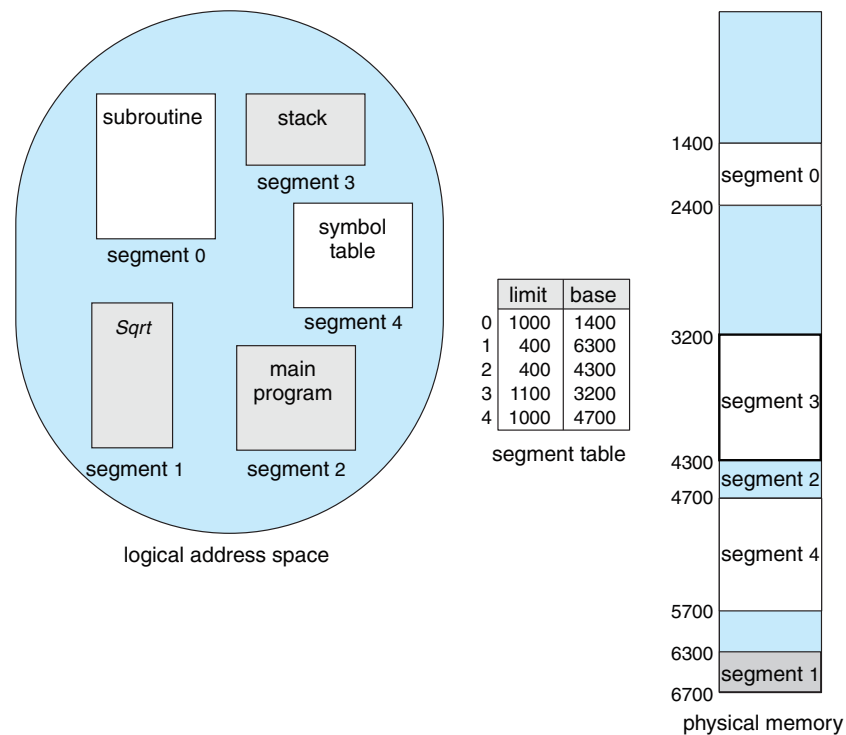 subroutine
segment 0
stack
segment 3
symbol
table
segment 4
Sqrt
segment 1
main
program
segment 2
logical address space
limit base
0 1000 1400
1 400 6300
2 400 4300
3 1100 3200
4 1000 4700
segment table
1400
segment 0
2400
3200
segment 3
4300
segment 2
4700
segment 4
5700
6300
segment 1
6700
physical memory